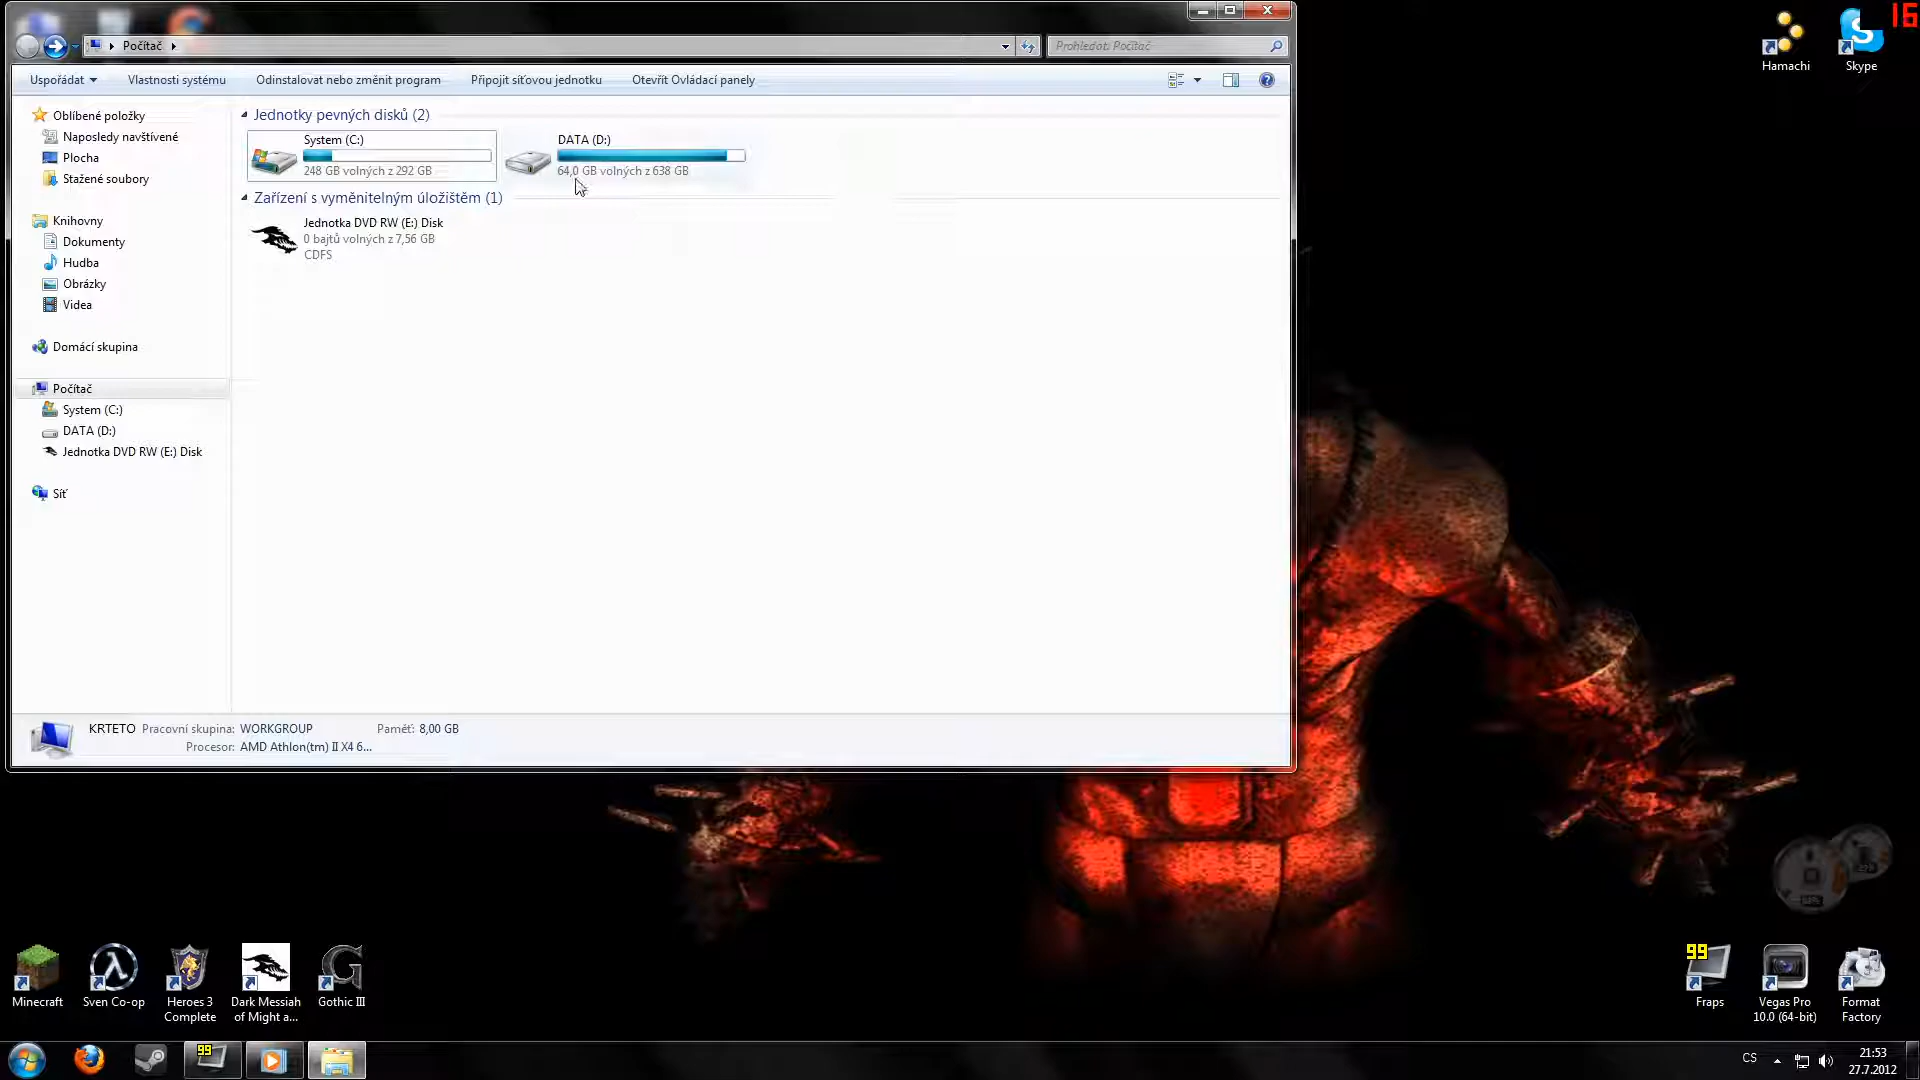 Počítač
Prohledat: Počítač
16
Hamachi
Skype
Uspořádat
Vlastnosti systému
Odinstalovat nebo změnit program
Připojit síťovou jednotku
Otevřít Ovládací panely
Oblíbené položky
Naposledy navštívené
Plocha
Stažené soubory
Knihovny
Dokumenty
Hudba
Obrázky
Videa
Domácí skupina
Počítač
System (C:)
DATA (D:)
Jednotka DVD RW (E:) Disk
Síť
Jednotky pevných disků (2)
System (C:)
248 GB volných z 292 GB
DATA (D:)
64,0 GB volných z 638 GB
Zařízení s vyměnitelným úložištěm (1)
Jednotka DVD RW (E:) Disk
0 bajtů volných z 7,56 GB
CDFS
KRTETO Pracovní skupina: WORKGROUP Paměť: 8,00 GB
Procesor: AMD Athlon(tm) II X4 6...
Minecraft
Sven Co-op
Heroes 3
Complete
Dark Messiah
of Might a...
Gothic III
99
Fraps
Vegas Pro
10.0 (64-bit)
Format
Factory
99
CS
21:53
27.7.2012